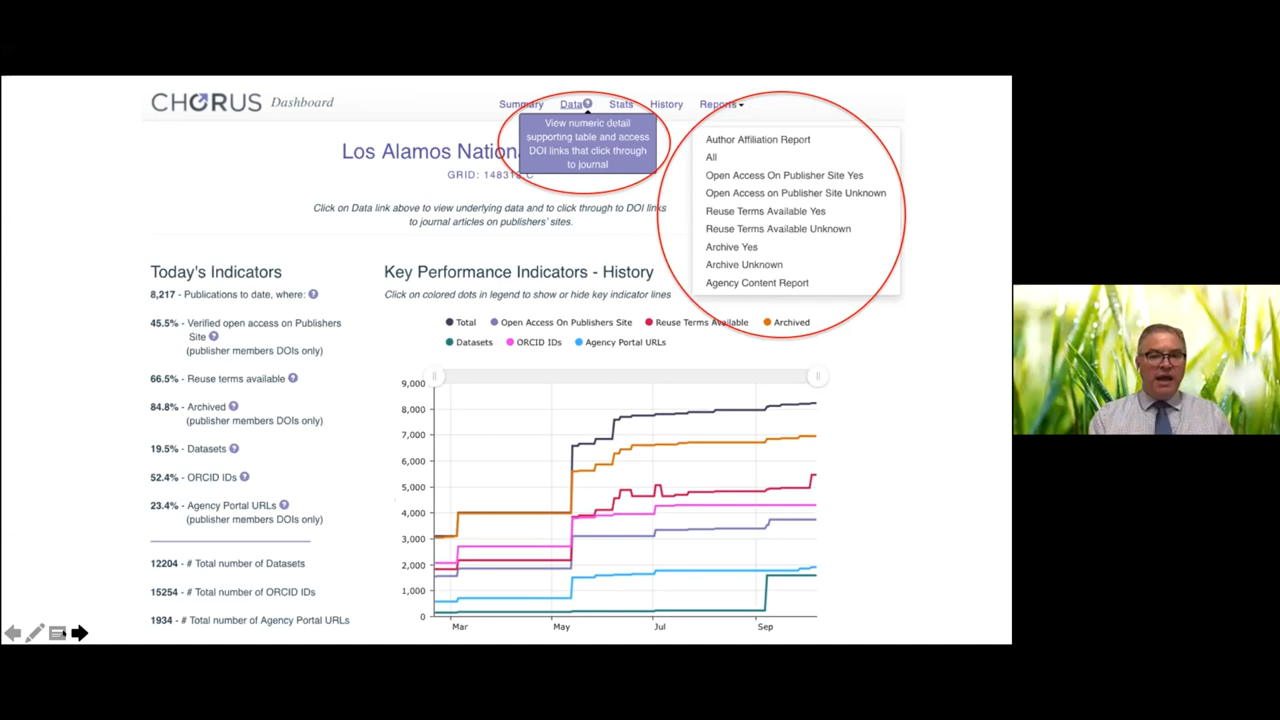 CHORUS Dashboard
Summary Data Stats History Reports
View numeric detail
supporting table and access
DOI links that click through
to journal
Los Alamos Nationa
GRID: 148313.c
Click on Data link above to view underlying data and to click through to DOI links
to journal articles on publishers' sites.
Author Affiliation Report
All
Open Access On Publisher Site Yes
Open Access on Publisher Site Unknown
Reuse Terms Available Yes
Reuse Terms Available Unknown
Archive Yes
Archive Unknown
Agency Content Report
Today's Indicators
8,217 - Publications to date, where: ?
45.5% - Verified open access on Publishers
Site ?
(publisher members DOIs only)
66.5% - Reuse terms available ?
84.8% - Archived ?
(publisher members DOIs only)
19.5% - Datasets ?
52.4% - ORCID IDs ?
23.4% - Agency Portal URLs ?
(publisher members DOIs only)
12204 - # Total number of Datasets
15254 - # Total number of ORCID IDs
1934 - # Total number of Agency Portal URLs
Key Performance Indicators - History
Click on colored dots in legend to show or hide key indicator lines
Total Open Access On Publishers Site Reuse Terms Available Archived
Datasets ORCID IDs Agency Portal URLs
9,000
8,000
7,000
6,000
5,000
4,000
3,000
2,000
1,000
0
Mar May Jul Sep